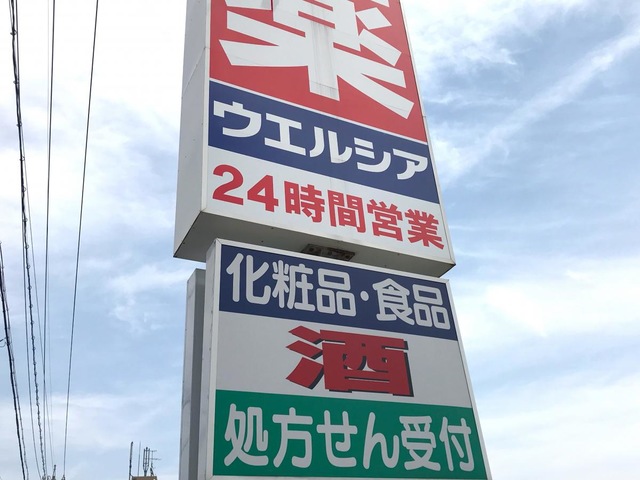 薬
ウエルシア
24時間営業
化粧品・食品
酒
処方せん受付